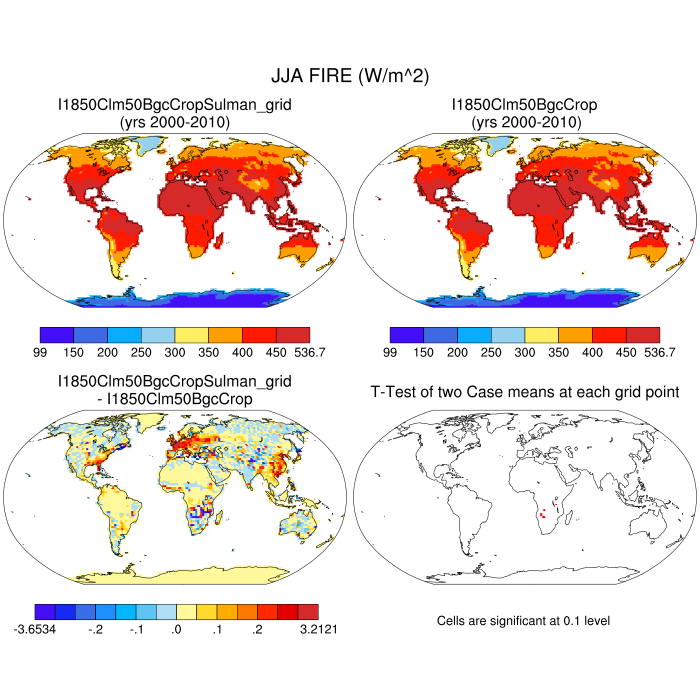 JJA FIRE (W/m^2)
I1850Clm50BgcCropSulman_grid
(yrs 2000-2010)
I1850Clm50BgcCrop
(yrs 2000-2010)
99 150 200 250 300 350 400 450 536.7
99 150 200 250 300 350 400 450 536.7
I1850Clm50BgcCropSulman_grid
- I1850Clm50BgcCrop
T-Test of two Case means at each grid point
-3.6534 -.2 -.1 .0 .1 .2 3.2121
Cells are significant at 0.1 level